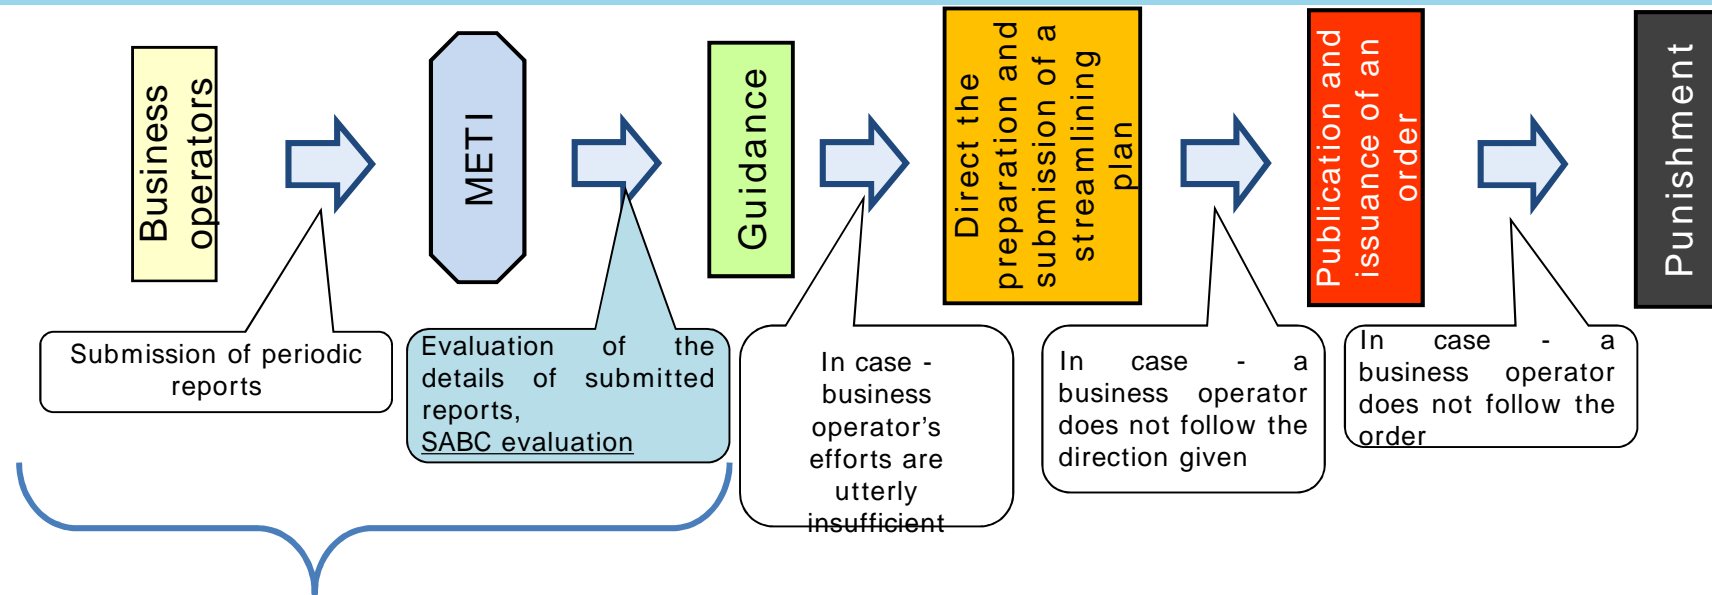 Business
operators
METI
Guidance
Direct the
preparation and
submission of a
streamlining
plan
Publication and
issuance of an
order
Punishment
Submission of periodic
reports
Evaluation of the
details of submitted
reports,
SABC evaluation
In case -
business
operator’s
efforts are
utterly
insufficient
In case - a
business operator
does not follow the
direction given
In case - a
business operator
does not follow the
order